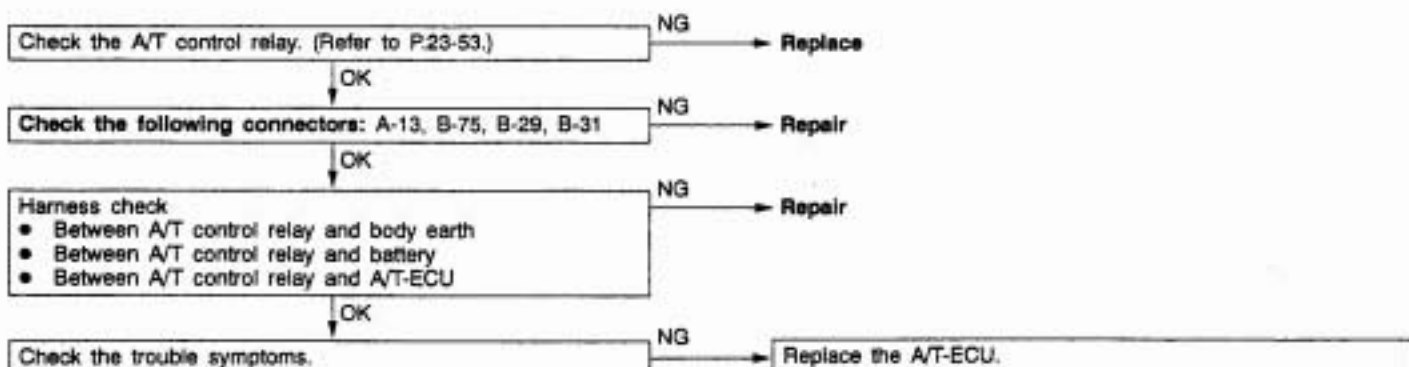 Check the A/T control relay. (Refer to P.23-53.)
NG
Replace
OK
Check the following connectors: A-13, B-75, B-29, B-31
NG
Repair
OK
Harness check
● Between A/T control relay and body earth
● Between A/T control relay and battery
● Between A/T control relay and A/T-ECU
NG
Repair
OK
Check the trouble symptoms.
NG
Replace the A/T-ECU.